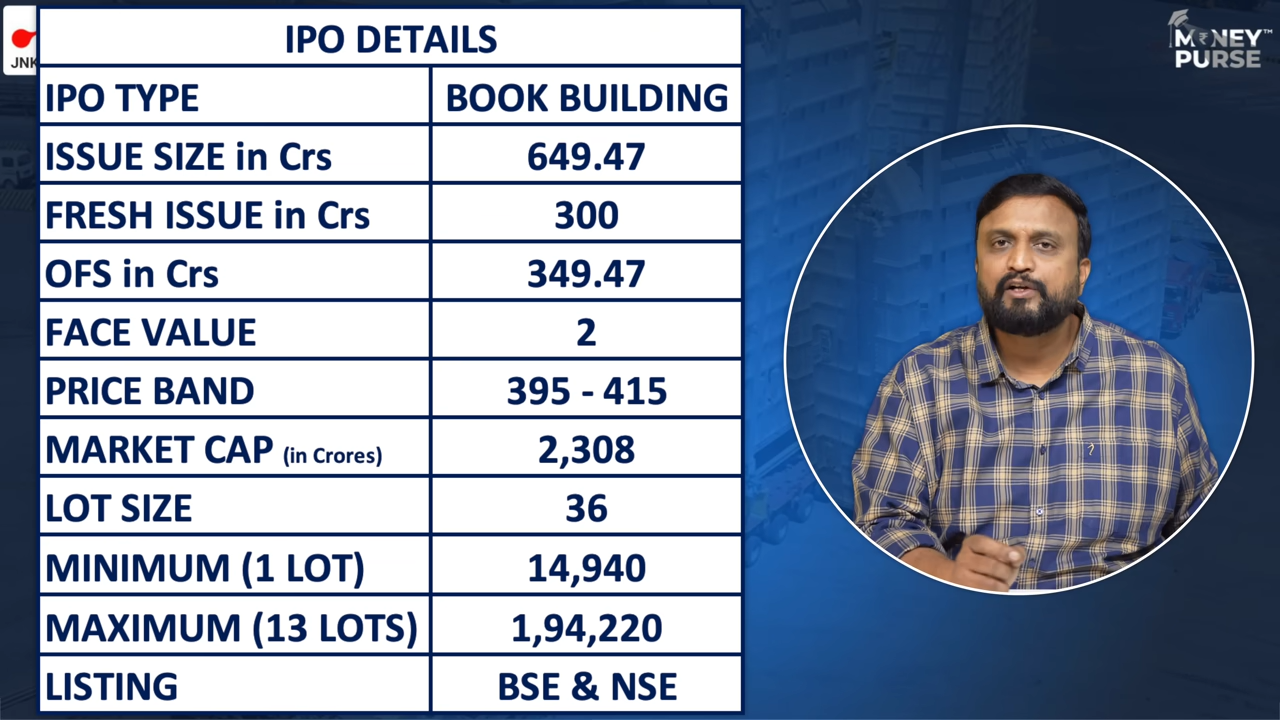 JNK
IPO DETAILS
IPO TYPE BOOK BUILDING
ISSUE SIZE in Crs 649.47
FRESH ISSUE in Crs 300
OFS in Crs 349.47
FACE VALUE 2
PRICE BAND 395 - 415
MARKET CAP (in Crores) 2,308
LOT SIZE 36
MINIMUM (1 LOT) 14,940
MAXIMUM (13 LOTS) 1,94,220
LISTING BSE & NSE
M₹NEY™
PURSE